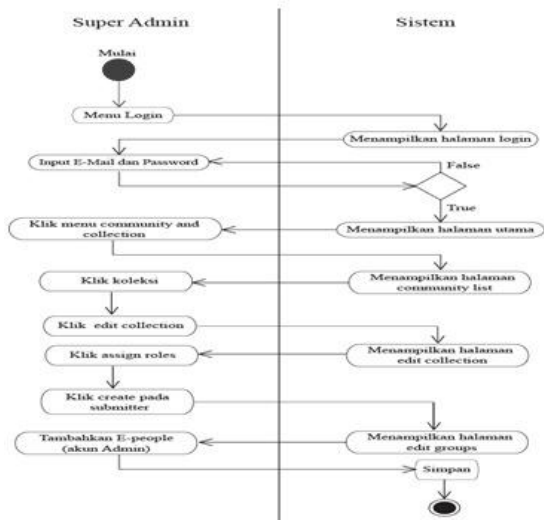 Super Admin
Sistem
Mulai
Menu Login
Menampilkan halaman login
Input E-Mail dan Password
False
True
Klik menu community and
collection
Menampilkan halaman utama
Klik koleksi
Menampilkan halaman
community list
Klik edit collection
Klik assign roles
Menampilkan halaman
edit collection
Klik create pada
submitter
Tambahkan E-people
(akun Admin)
Menampilkan halaman
edit groups
Simpan